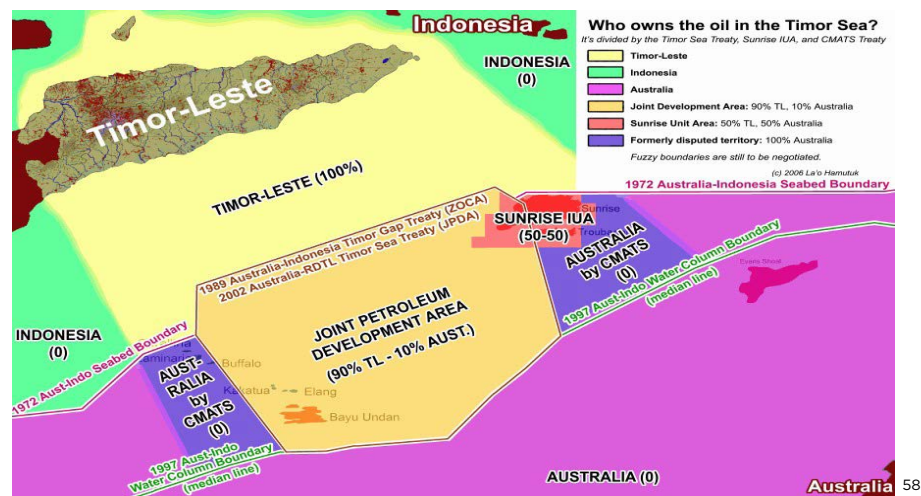 Indonesia
Who owns the oil in the Timor Sea?
It's divided by the Timor Sea Treaty, Sunrise IUA, and CMATS Treaty
Timor-Leste
Indonesia
Australia
Joint Development Area: 90% TL, 10% Australia
Sunrise Unit Area: 50% TL, 50% Australia
Formerly disputed territory: 100% Australia
Fuzzy boundaries are still to be negotiated.
(c) 2006 La'o Hamutuk
INDONESIA
(0)
Timor-Leste
TIMOR-LESTE (100%)
1972 Australia-Indonesia Seabed Boundary
1989 Australia-Indonesia Timor Gap Treaty (ZOCA)
2002 Australia-RDTL Timor Sea Treaty (JPDA)
Sunrise
SUNRISE IUA
(50-50)
AUSTRALIA
by CMATS
(0)
1997 Aust-Indo Water Column Boundary
(median line)
Evans Shoal
JOINT PETROLEUM
DEVELOPMENT AREA
(90% TL - 10% AUST.)
INDONESIA
(0)
1972 Aust-Indo Seabed Boundary
AUST-
RALIA
by
CMATS
(0)
Buffalo
Kakatua
Elang
Bayu Undan
1997 Aust-Indo
Water Column Boundary
(median line)
AUSTRALIA (0)
Australia
58